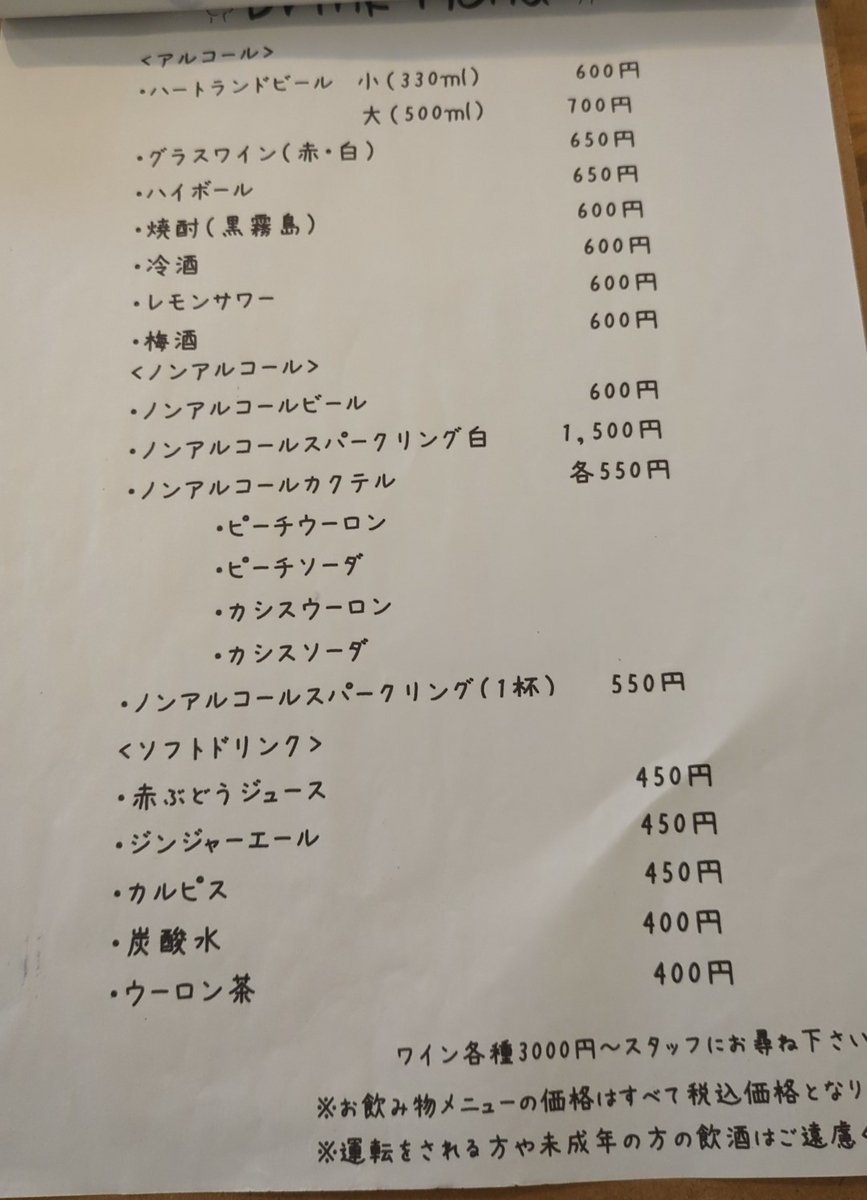 Drink Menu
<アルコール>
・ハートランドビール 小(330ml) 600円
大(500ml) 700円
・グラスワイン(赤・白) 650円
・ハイボール 650円
・焼酎(黒霧島) 600円
・冷酒 600円
・レモンサワー 600円
・梅酒 600円
<ノンアルコール>
・ノンアルコールビール 600円
・ノンアルコールスパークリング白 1,500円
・ノンアルコールカクテル 各550円
・ピーチウーロン
・ピーチソーダ
・カシスウーロン
・カシスソーダ
・ノンアルコールスパークリング(1杯) 550円
<ソフトドリンク>
・赤ぶどうジュース 450円
・ジンジャーエール 450円
・カルピス 450円
・炭酸水 400円
・ウーロン茶 400円
ワイン各種3000円〜スタッフにお尋ね下さい
※お飲み物メニューの価格はすべて税込価格となり
※運転をされる方や未成年の方の飲酒はご遠慮